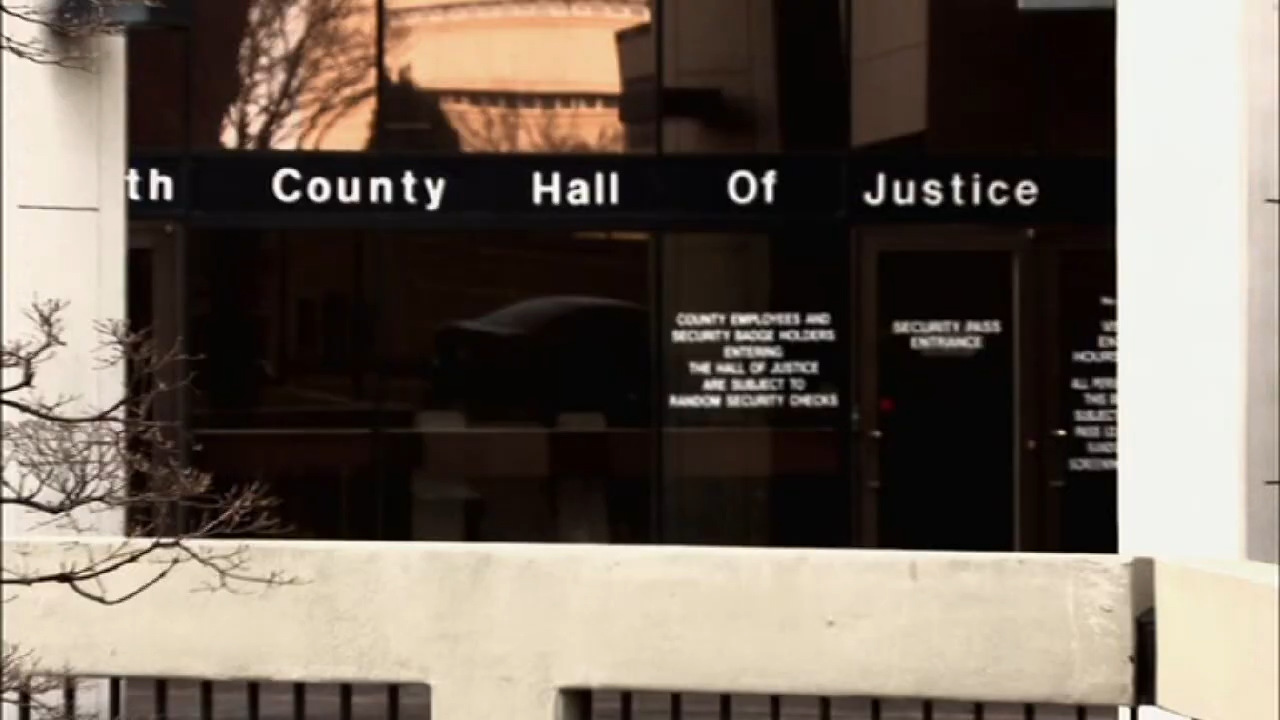 th County Hall Of Justice
COUNTY EMPLOYEES AND
SECURITY BADGE HOLDERS
ENTERING
THE HALL OF JUSTICE
ARE SUBJECT TO
RANDOM SECURITY CHECKS
SECURITY PASS
ENTRANCE